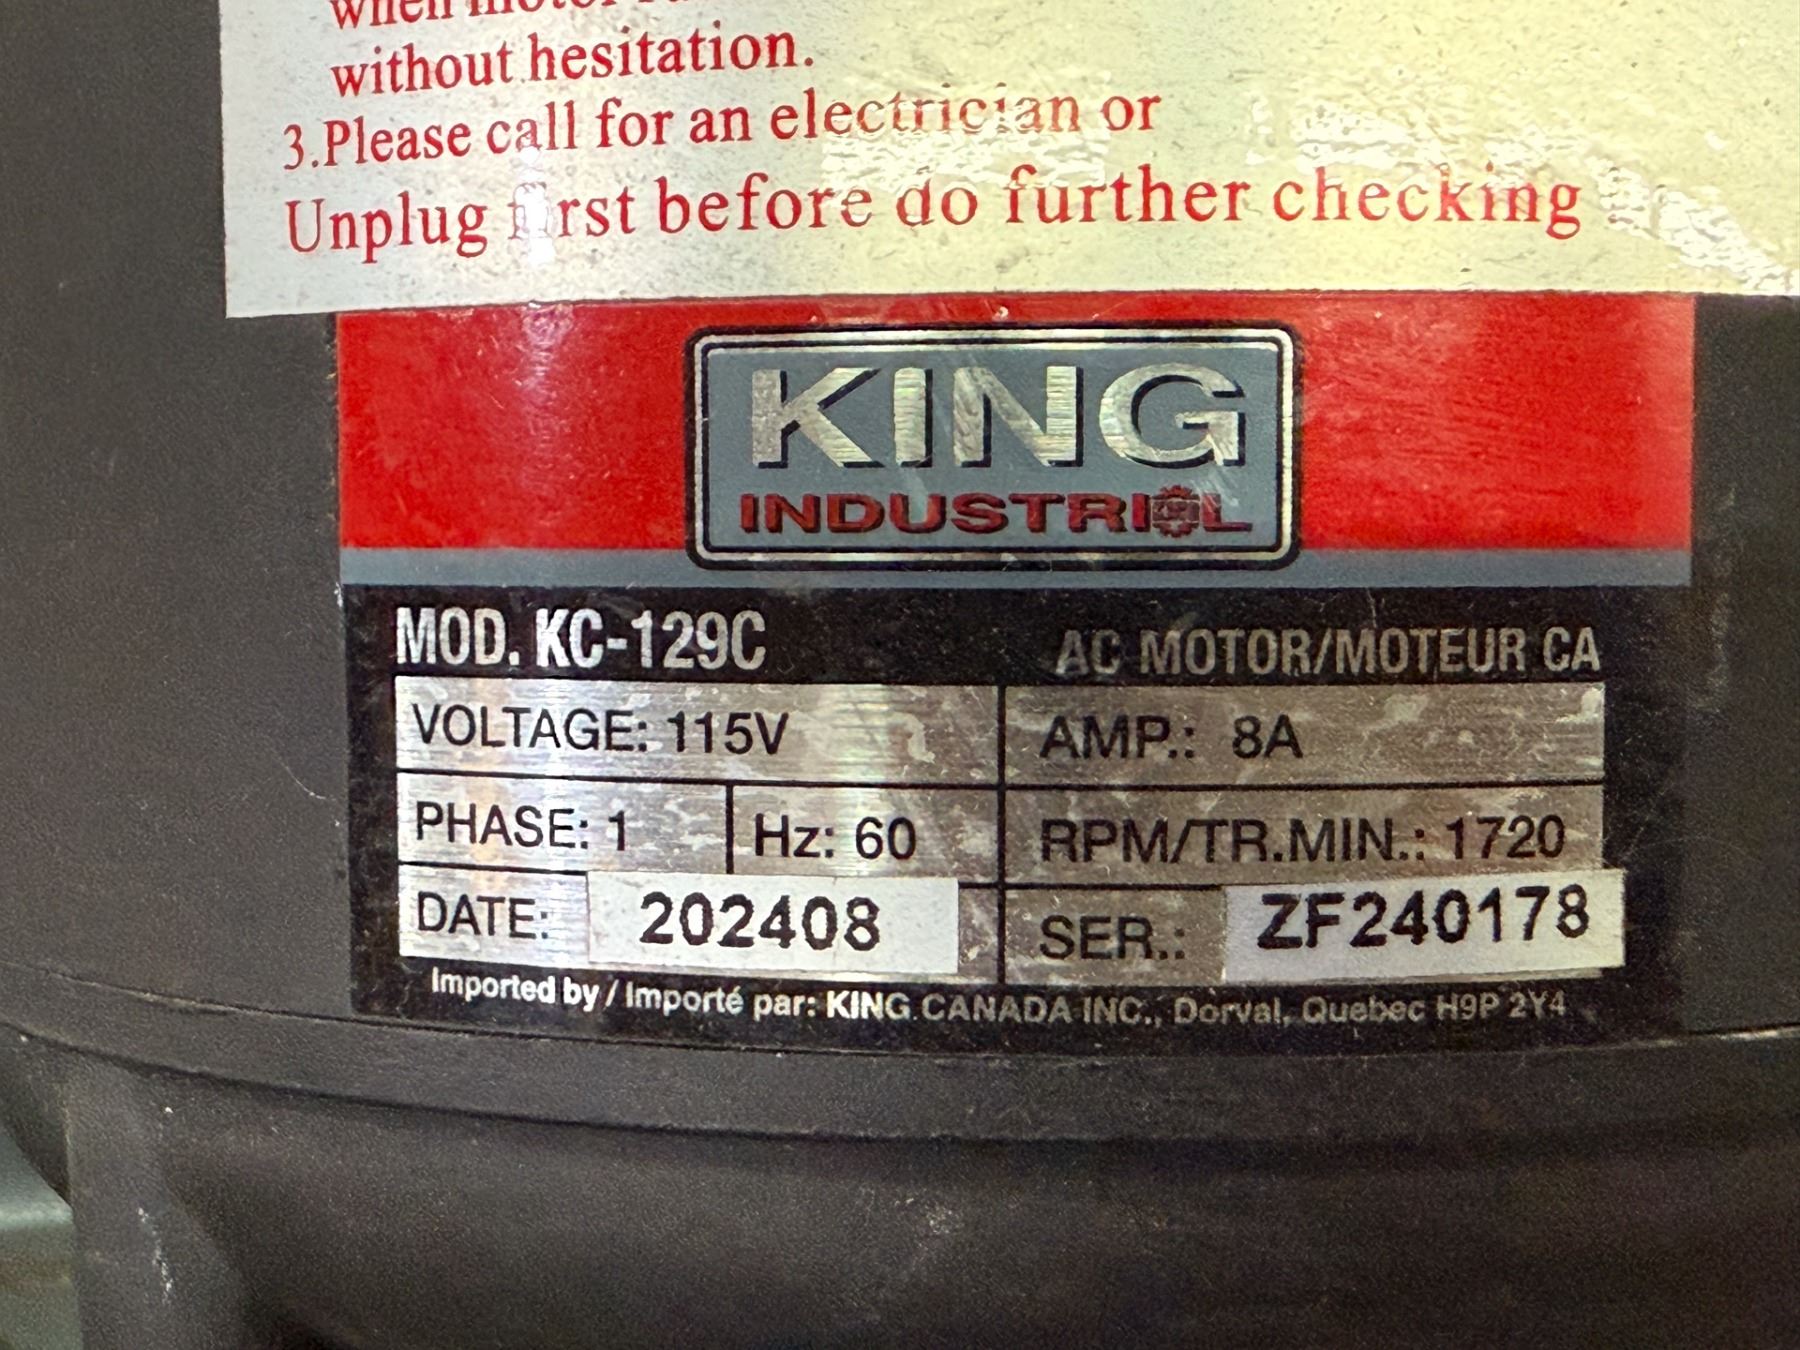 when motor
without hesitation.
3.Please call for an electrician or
Unplug first before do further checking
KING
INDUSTRIAL
MOD. KC-129C
AC MOTOR/MOTEUR CA
VOLTAGE: 115V
AMP.: 8A
PHASE: 1
Hz: 60
RPM/TR.MIN.: 1720
DATE: 202408
SER.: ZF240178
Imported by / Importé par: KING CANADA INC., Dorval, Quebec H9P 2Y4